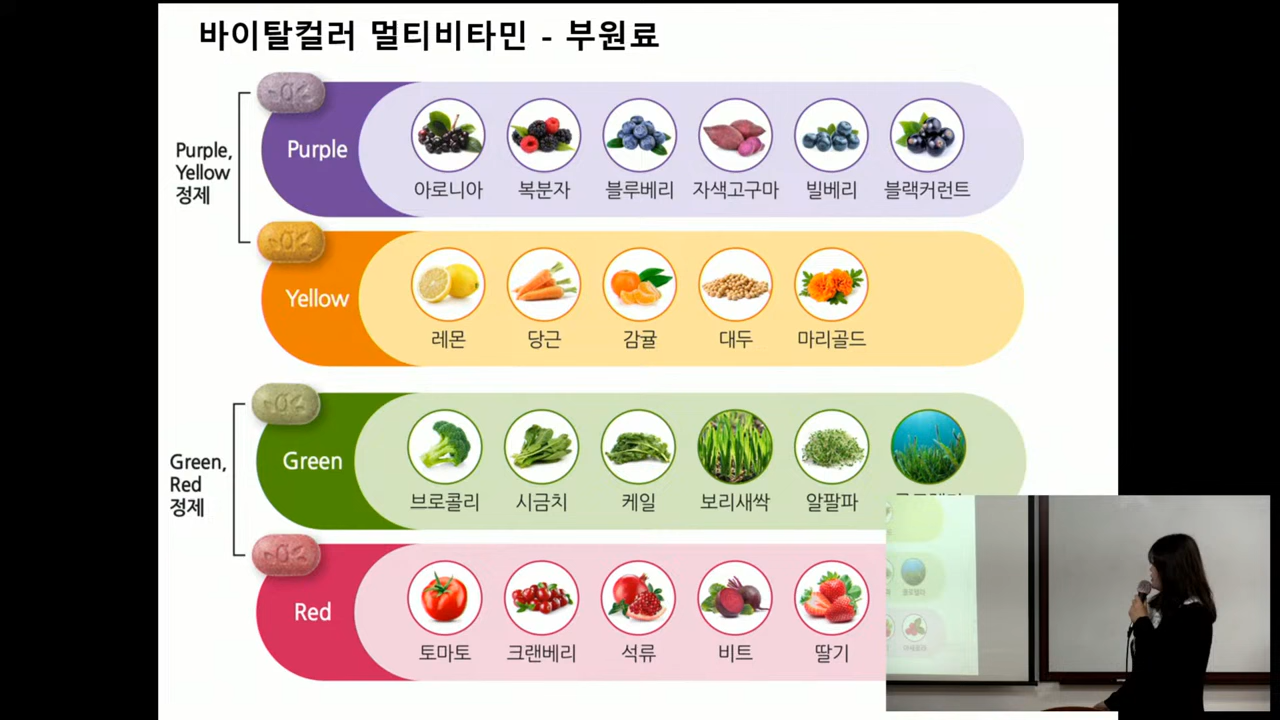 바이탈컬러 멀티비타민 - 부원료
Purple,
Yellow
정제
Purple
아로니아 복분자 블루베리 자색고구마 빌베리 블랙커런트
Yellow
레몬 당근 감귤 대두 마리골드
Green,
Red
정제
Green
브로콜리 시금치 케일 보리새싹 알팔파
Red
토마토 크랜베리 석류 비트 딸기